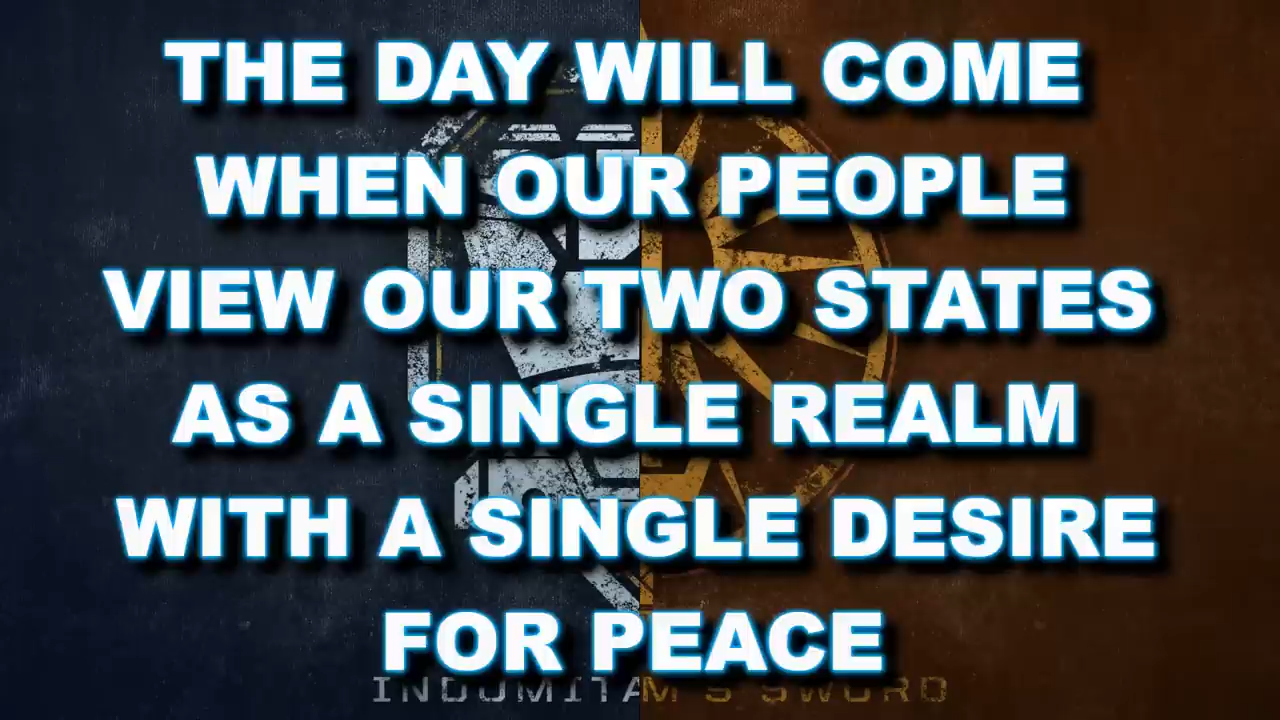 THE DAY WILL COME
WHEN OUR PEOPLE
VIEW OUR TWO STATES
AS A SINGLE REALM
WITH A SINGLE DESIRE
FOR PEACE